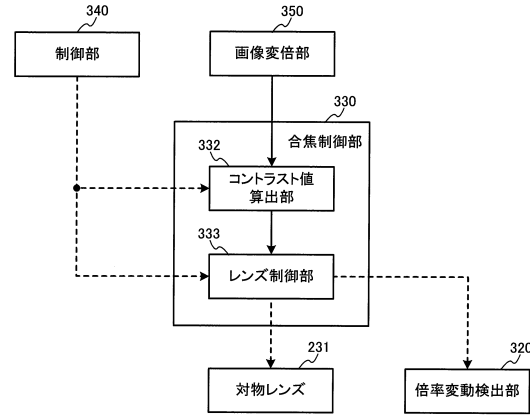 340
制御部
350
画像変倍部
330
合焦制御部
332
コントラスト値
算出部
333
レンズ制御部
231
対物レンズ
320
倍率変動検出部